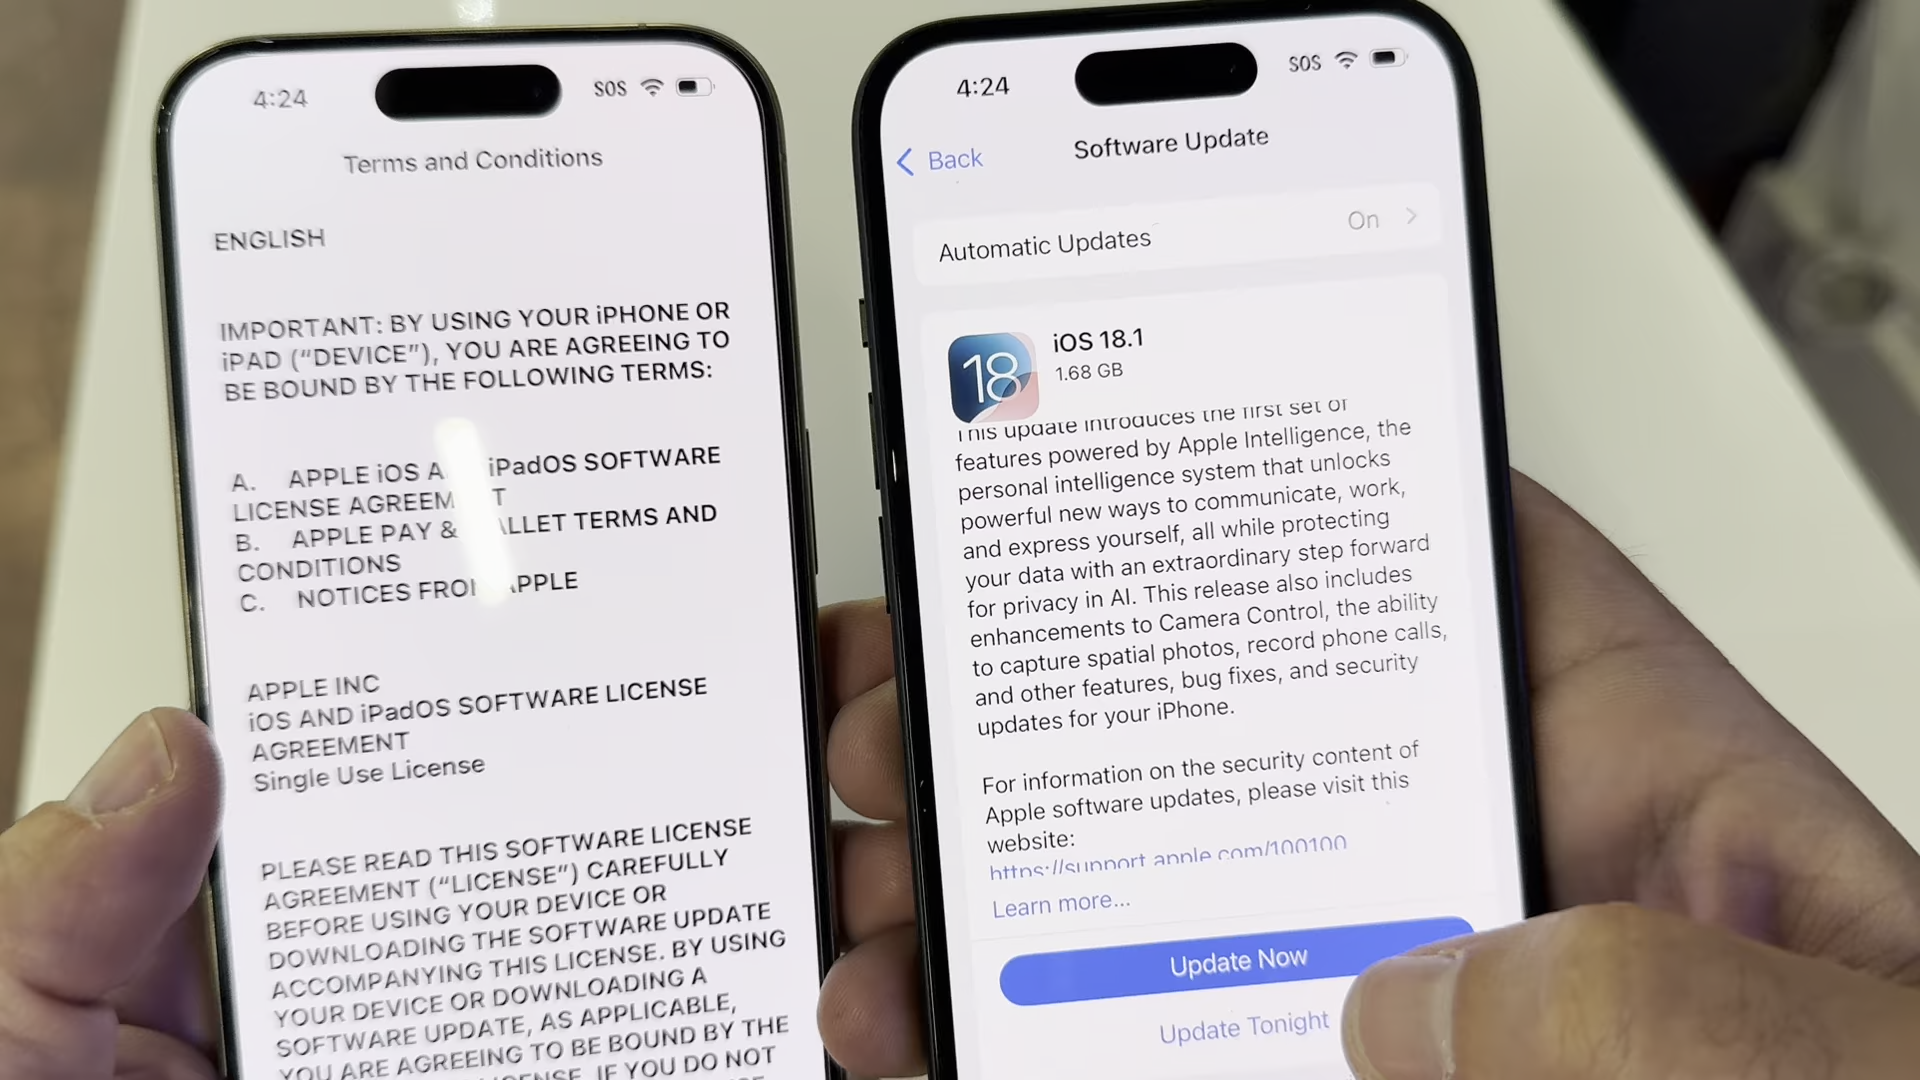 4:24
SOS
Terms and Conditions
ENGLISH
IMPORTANT: BY USING YOUR iPHONE OR
iPAD (“DEVICE”), YOU ARE AGREEING TO
BE BOUND BY THE FOLLOWING TERMS:
A. APPLE iOS A iPadOS SOFTWARE
LICENSE AGREEM T
B. APPLE PAY & ALLET TERMS AND
CONDITIONS
C. NOTICES FROM APPLE
APPLE INC
iOS AND iPadOS SOFTWARE LICENSE
AGREEMENT
Single Use License
PLEASE READ THIS SOFTWARE LICENSE
AGREEMENT (“LICENSE”) CAREFULLY
BEFORE USING YOUR DEVICE OR
DOWNLOADING THE SOFTWARE UPDATE
ACCOMPANYING THIS LICENSE. BY USING
YOUR DEVICE OR DOWNLOADING A
SOFTWARE UPDATE, AS APPLICABLE,
YOU ARE AGREEING TO BE BOUND BY THE
IF YOU DO NOT
4:24
SOS
Back
Software Update
Automatic Updates On
18
iOS 18.1
1.68 GB
This update introduces the first set of
features powered by Apple Intelligence, the
personal intelligence system that unlocks
powerful new ways to communicate, work,
and express yourself, all while protecting
your data with an extraordinary step forward
for privacy in AI. This release also includes
enhancements to Camera Control, the ability
to capture spatial photos, record phone calls,
and other features, bug fixes, and security
updates for your iPhone.
For information on the security content of
Apple software updates, please visit this
website:
https://support.apple.com/100100
Learn more...
Update Now
Update Tonight